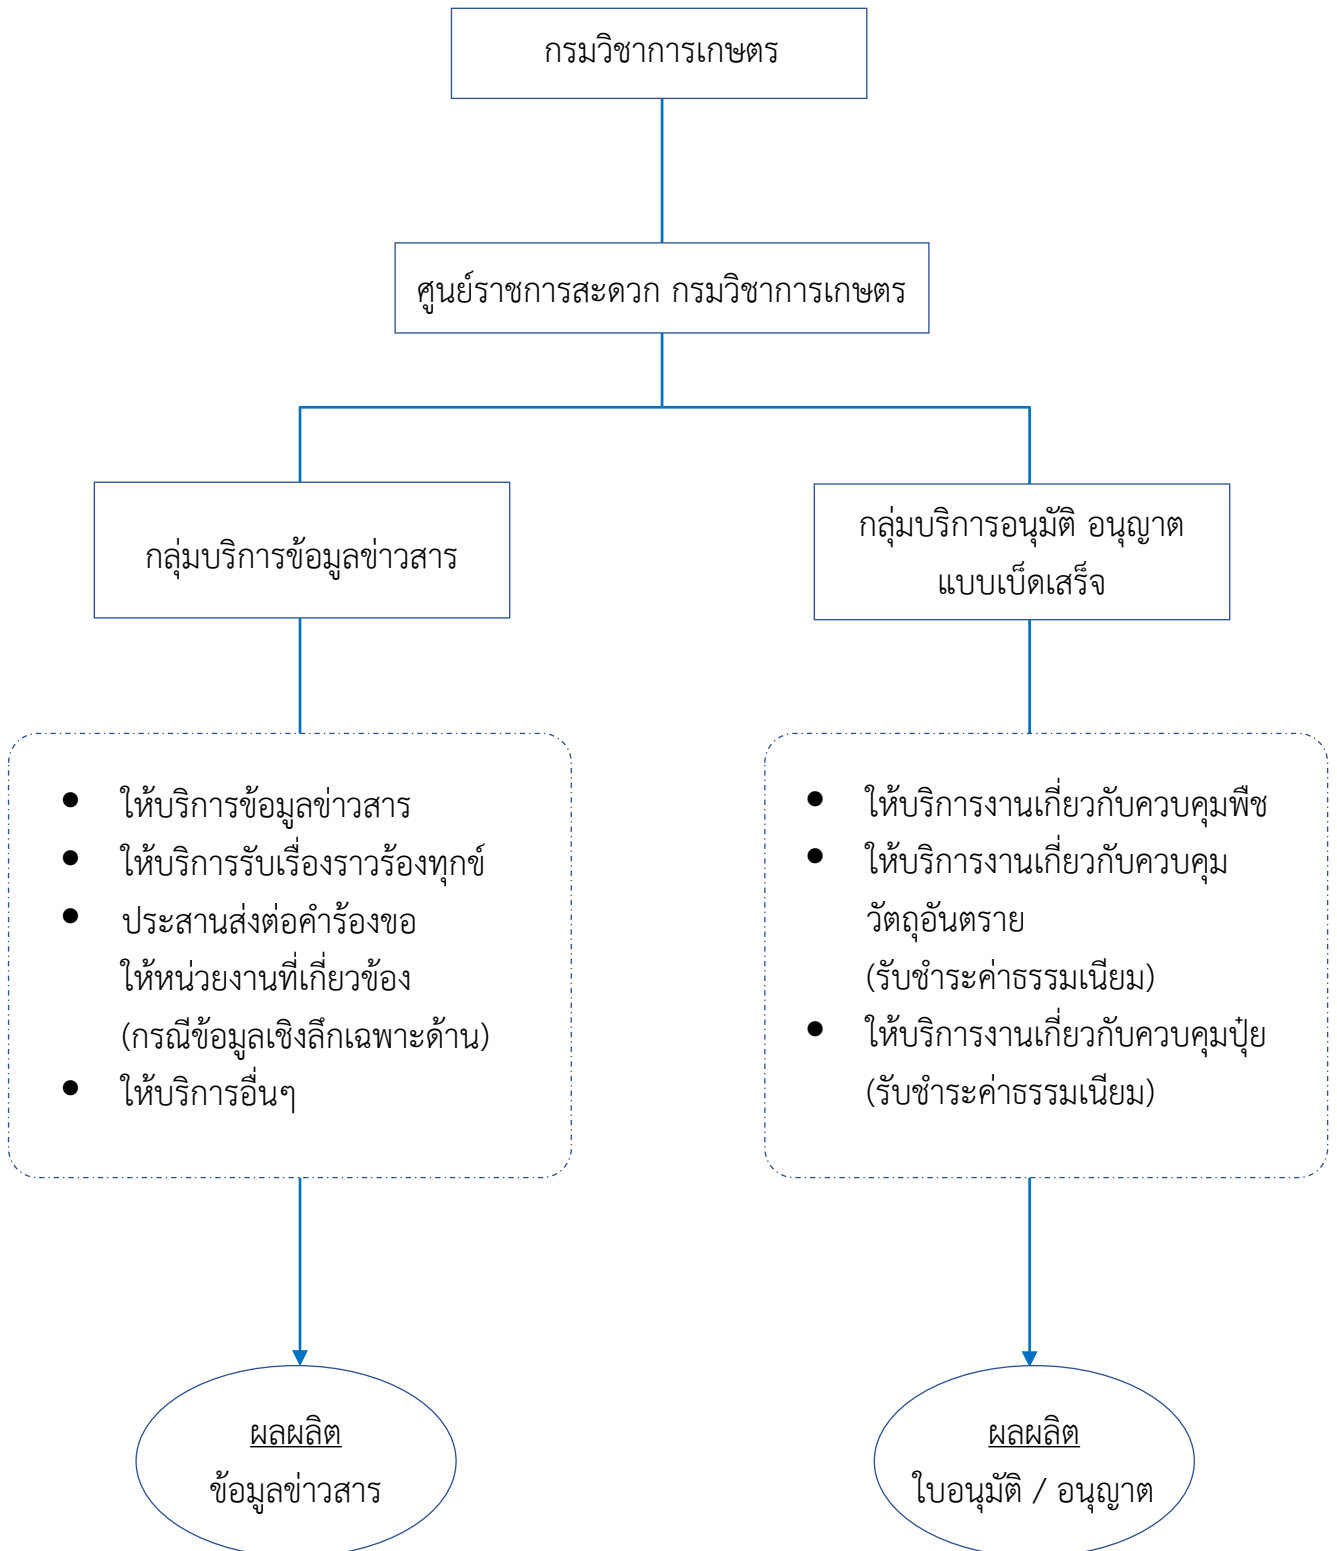 กรมวิชาการเกษตร
ศูนย์ราชการสะดวก กรมวิชาการเกษตร
กลุ่มบริการข้อมูลข่าวสาร
● ให้บริการข้อมูลข่าวสาร
● ให้บริการรับเรื่องราวร้องทุกข์
● ประสานส่งต่อคำร้องขอ
ให้หน่วยงานที่เกี่ยวข้อง
(กรณีข้อมูลเชิงลึกเฉพาะด้าน)
● ให้บริการอื่นๆ
ผลผลิต
ข้อมูลข่าวสาร
กลุ่มบริการอนุมัติ อนุญาต
แบบเบ็ดเสร็จ
● ให้บริการงานเกี่ยวกับควบคุมพืช
● ให้บริการงานเกี่ยวกับควบคุม
วัตถุอันตราย
(รับชำระค่าธรรมเนียม)
● ให้บริการงานเกี่ยวกับควบคุมปุ๋ย
(รับชำระค่าธรรมเนียม)
ผลผลิต
ใบอนุมัติ / อนุญาต